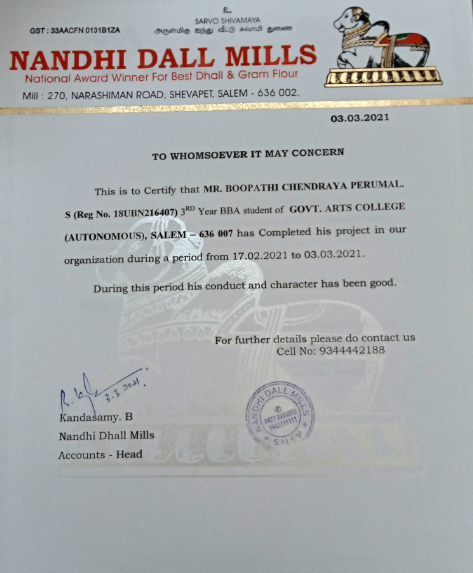 உ
SARVO SHIVAMAYA
GST : 33AACFN 0131B1ZA
அருள்மிகு ஐந்து வீட்டு சுவாமி துணை
NANDHI DALL MILLS
National Award Winner For Best Dhall & Gram Flour
Mill : 270, NARASHIMAN ROAD, SHEVAPET, SALEM - 636 002.
03.03.2021
TO WHOMSOEVER IT MAY CONCERN
This is to Certify that MR. BOOPATHI CHENDRAYA PERUMAL.
S (Reg No. 18UBN216407) 3RD Year BBA student of GOVT. ARTS COLLEGE
(AUTONOMOUS), SALEM – 636 007 has Completed his project in our
organization during a period from 17.02.2021 to 03.03.2021.
During this period his conduct and character has been good.
For further details please do contact us
Cell No: 9344442188
3.3.2021.
Kandasamy. B
Nandhi Dhall Mills
Accounts - Head
NANDHI DALL MILLS
SALEM